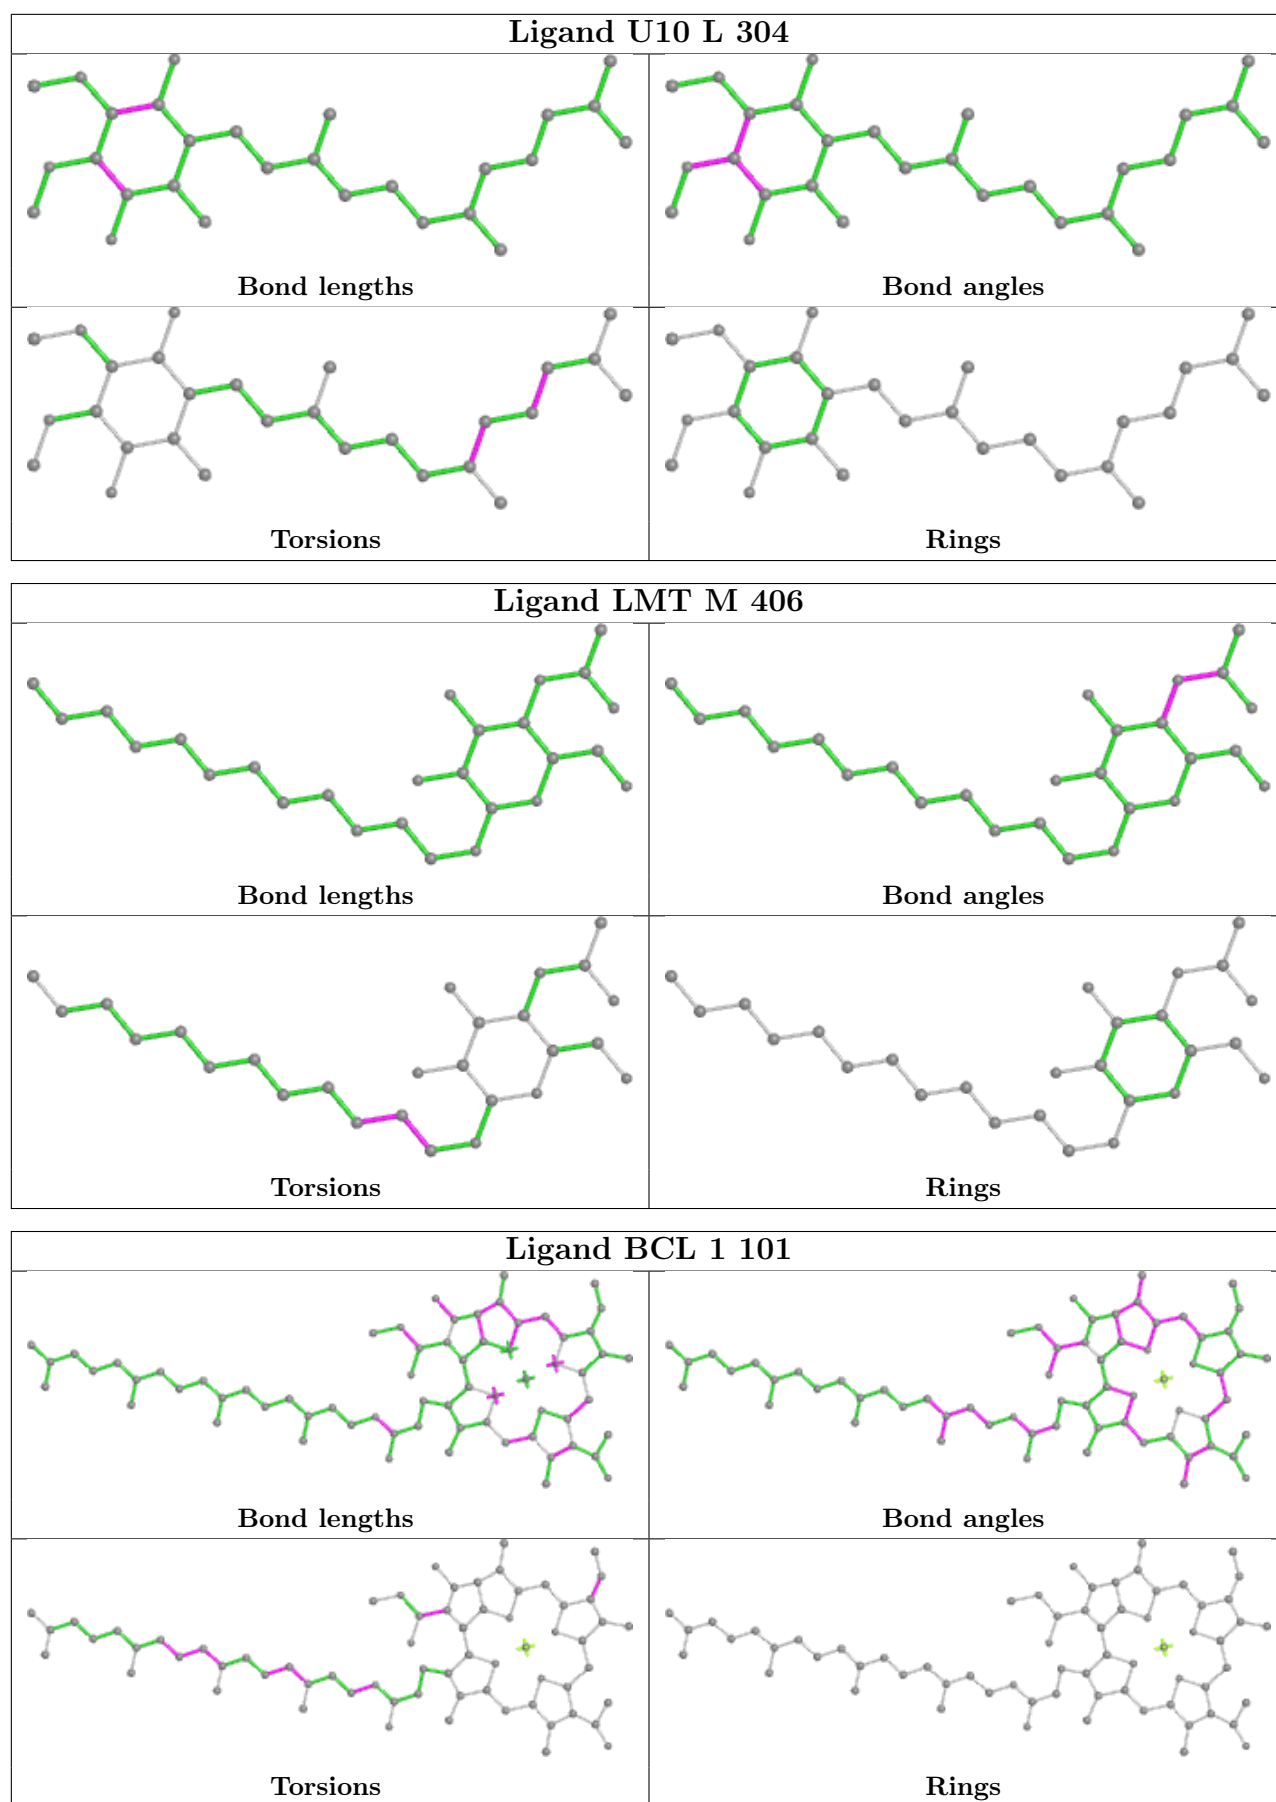 Ligand U10 L 304
Bond lengths
Bond angles
Torsions
Rings
Ligand LMT M 406
Bond lengths
Bond angles
Torsions
Rings
Ligand BCL 1 101
Bond lengths
Bond angles
Torsions
Rings